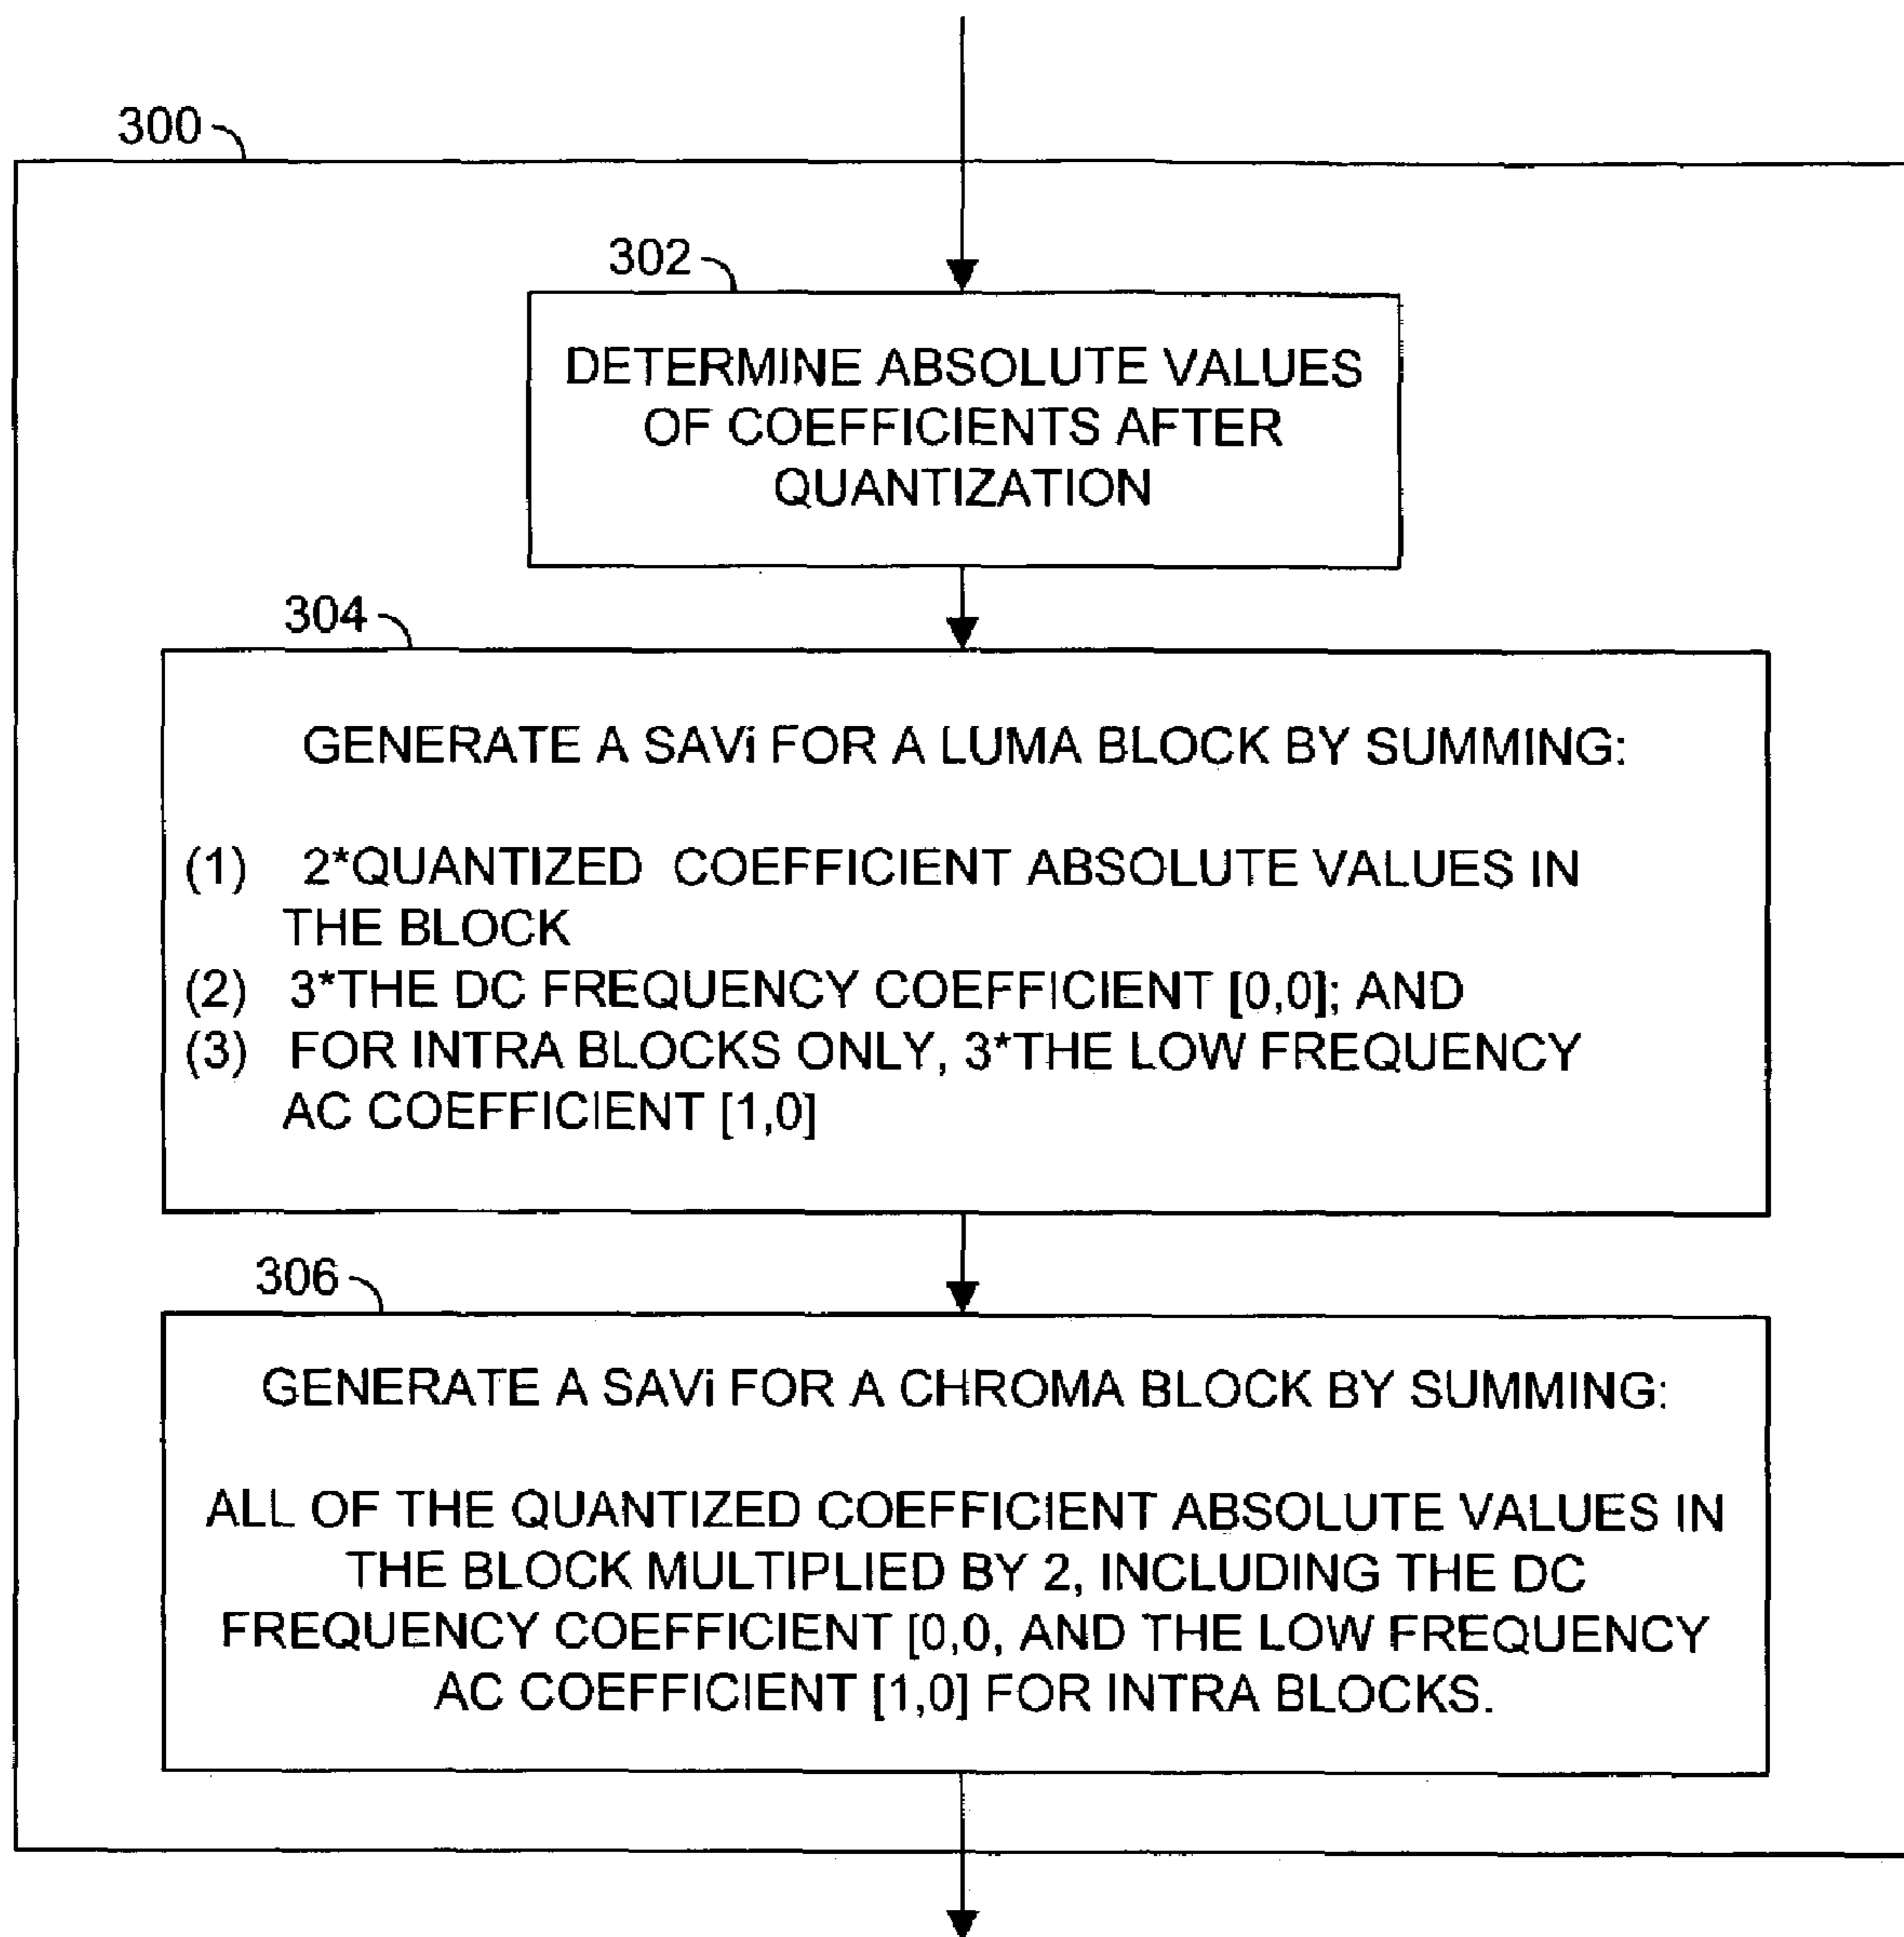 300
302
DETERMINE ABSOLUTE VALUES
OF COEFFICIENTS AFTER
QUANTIZATION
304
GENERATE A SAVi FOR A LUMA BLOCK BY SUMMING:
(1) 2*QUANTIZED COEFFICIENT ABSOLUTE VALUES IN
THE BLOCK
(2) 3*THE DC FREQUENCY COEFFICIENT [0,0]; AND
(3) FOR INTRA BLOCKS ONLY, 3*THE LOW FREQUENCY
AC COEFFICIENT [1,0]
306
GENERATE A SAVi FOR A CHROMA BLOCK BY SUMMING:
ALL OF THE QUANTIZED COEFFICIENT ABSOLUTE VALUES IN
THE BLOCK MULTIPLIED BY 2, INCLUDING THE DC
FREQUENCY COEFFICIENT [0,0, AND THE LOW FREQUENCY
AC COEFFICIENT [1,0] FOR INTRA BLOCKS.